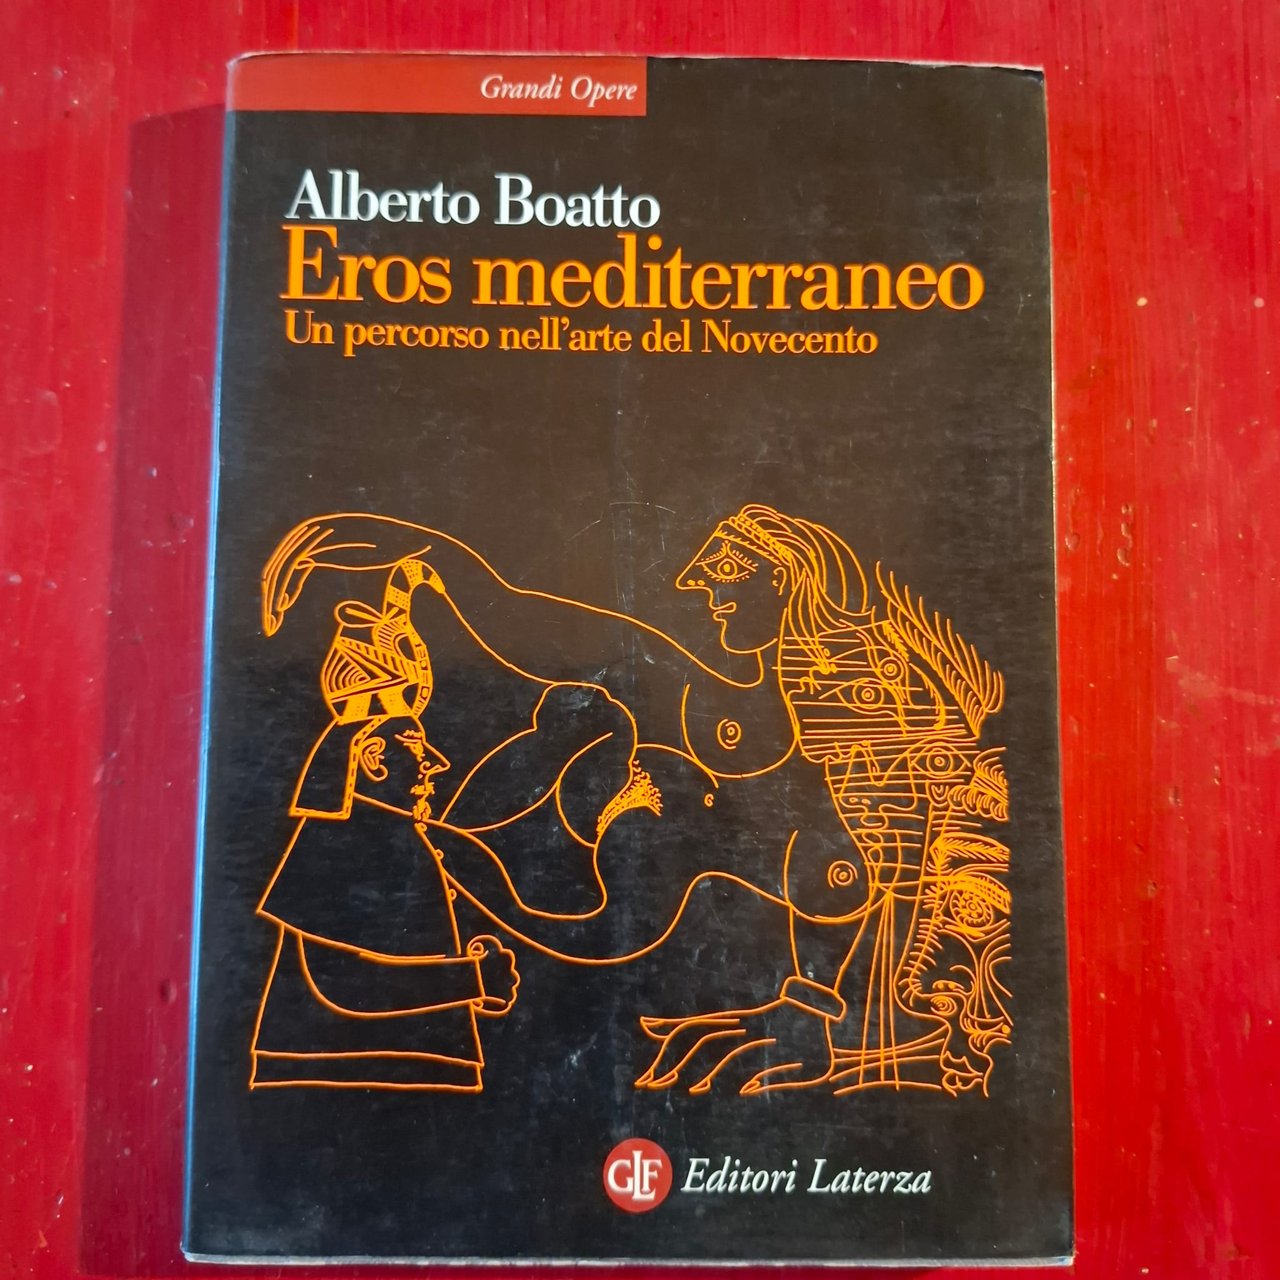 Grandi Opere
Alberto Boatto
Eros mediterraneo
Un percorso nell'arte del Novecento
GLF Editori Laterza